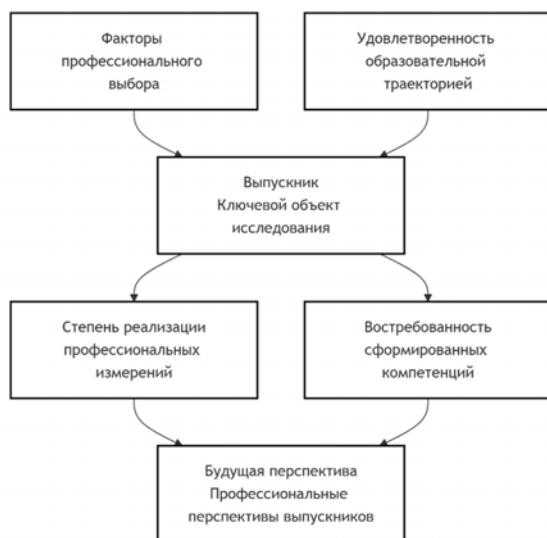 Факторы
профессионального
выбора
Удовлетворенность
образовательной
траекторией
Выпускник
Ключевой объект
исследования
Степень реализации
профессиональных
измерений
Востребованность
сформированных
компетенций
Будущая перспектива
Профессиональные
перспективы выпускников